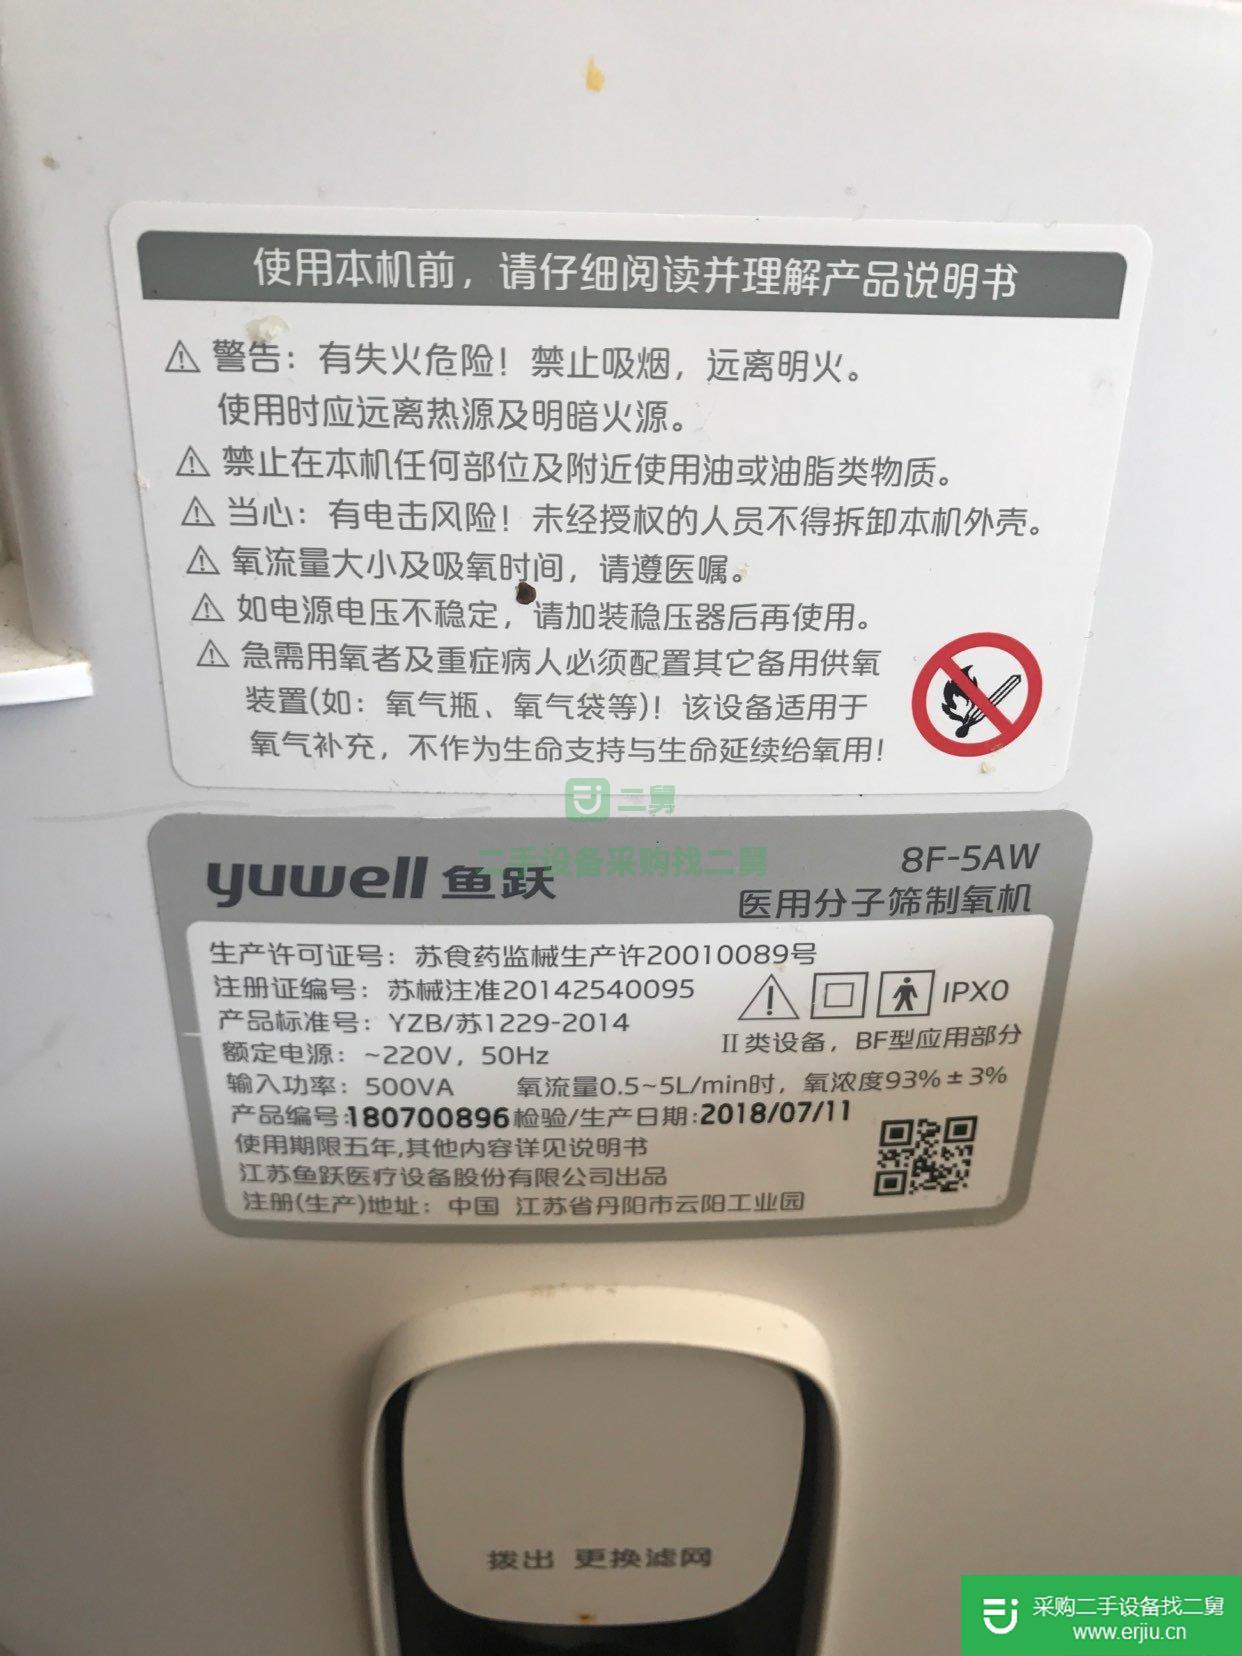 使用本机前，请仔细阅读并理解产品说明书
警告：有失火危险！禁止吸烟，远离明火。
使用时应远离热源及明暗火源。
禁止在本机任何部位及附近使用油或油脂类物质。
当心：有电击风险！未经授权的人员不得拆卸本机外壳。
氧流量大小及吸氧时间，请遵医嘱。
如电源电压不稳定，请加装稳压器后再使用。
急需用氧者及重症病人必须配置其它备用供氧
装置(如：氧气瓶、氧气袋等)！该设备适用于
氧气补充，不作为生命支持与生命延续给氧用！
二舅
二手设备采购找二舅
yuwell 鱼跃
8F-5AW
医用分子筛制氧机
生产许可证号：苏食药监械生产许20010089号
注册证编号：苏械注准20142540095
产品标准号：YZB/苏1229-2014
IPX0
额定电源：~220V，50Hz
II类设备，BF型应用部分
输入功率：500VA 氧流量0.5~5L/min时，氧浓度93%±3%
产品编号:180700896 检验/生产日期:2018/07/11
使用期限五年,其他内容详见说明书
江苏鱼跃医疗设备股份有限公司出品
注册(生产)地址：中国 江苏省丹阳市云阳工业园
拨出 更换滤网
采购二手设备找二舅
www.erjiu.cn